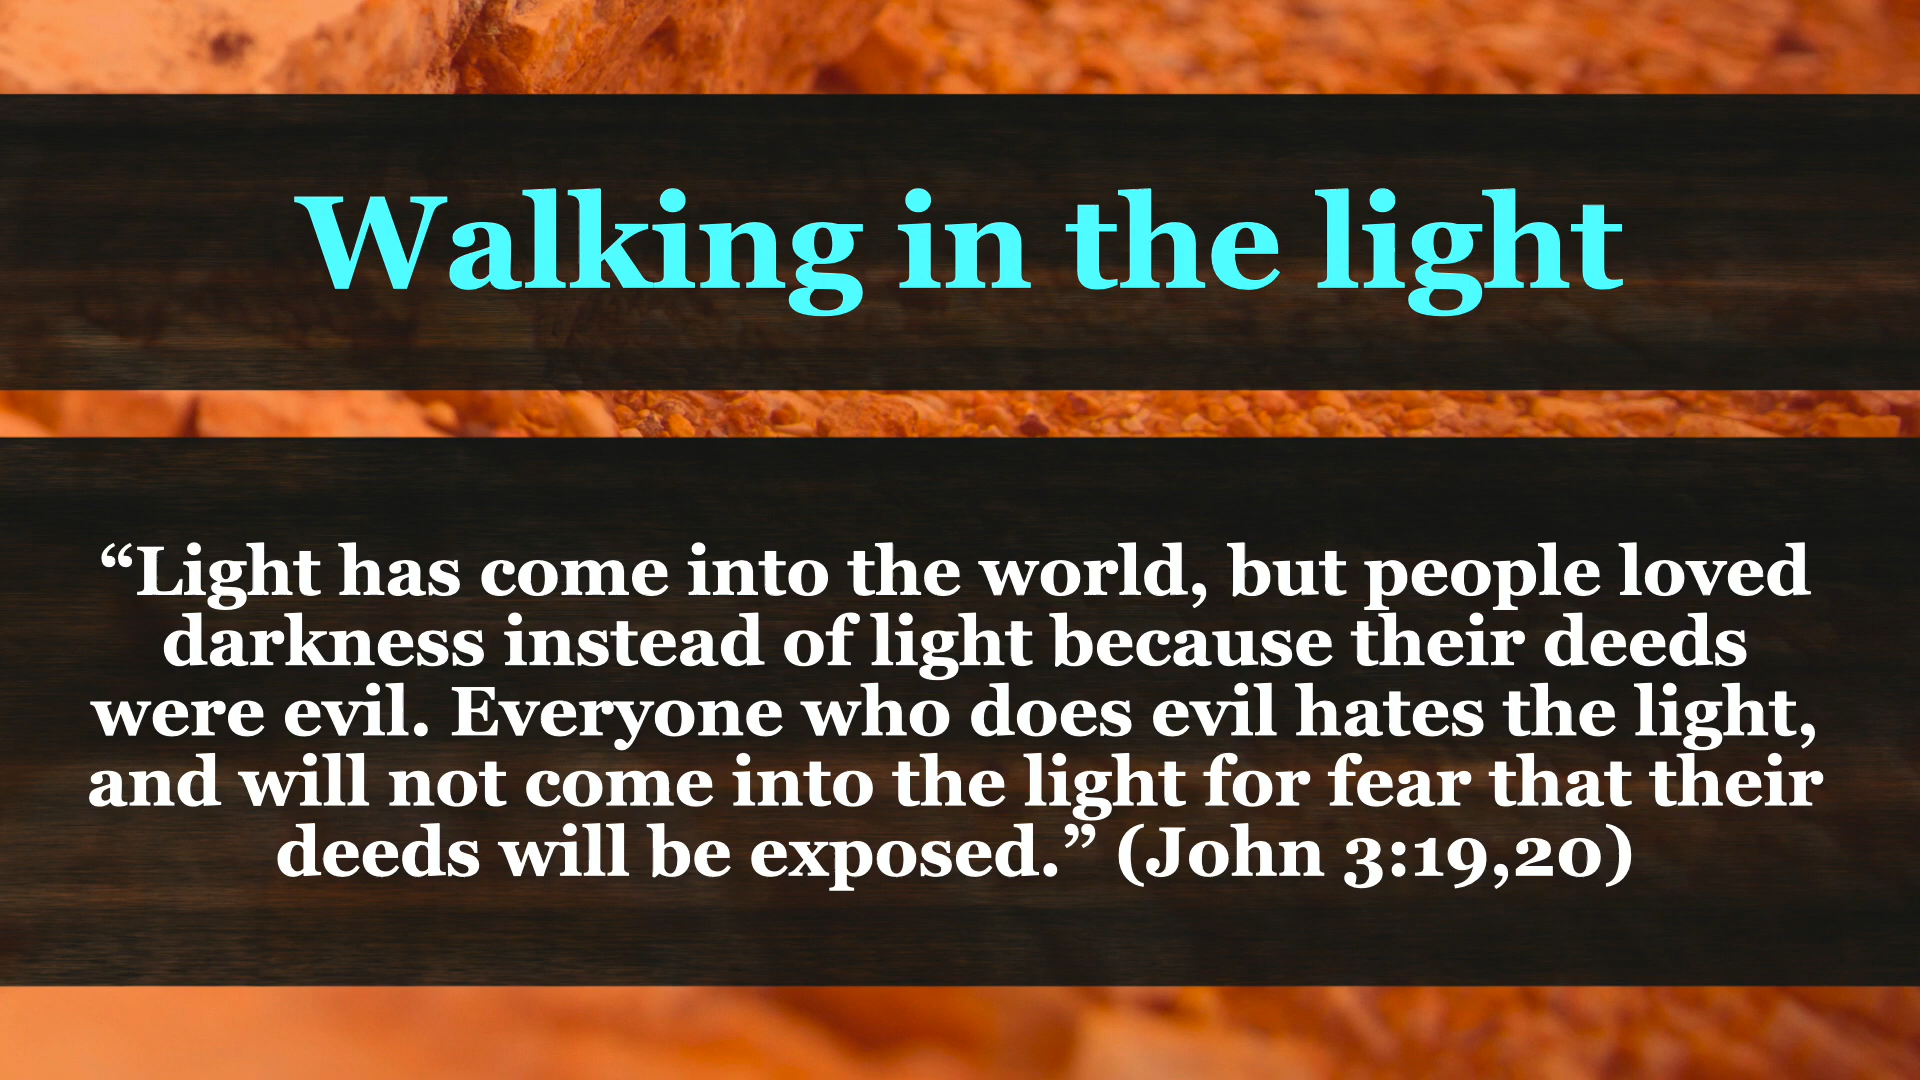 Walking in the light
“Light has come into the world, but people loved
darkness instead of light because their deeds
were evil. Everyone who does evil hates the light,
and will not come into the light for fear that their
deeds will be exposed.” (John 3:19,20)